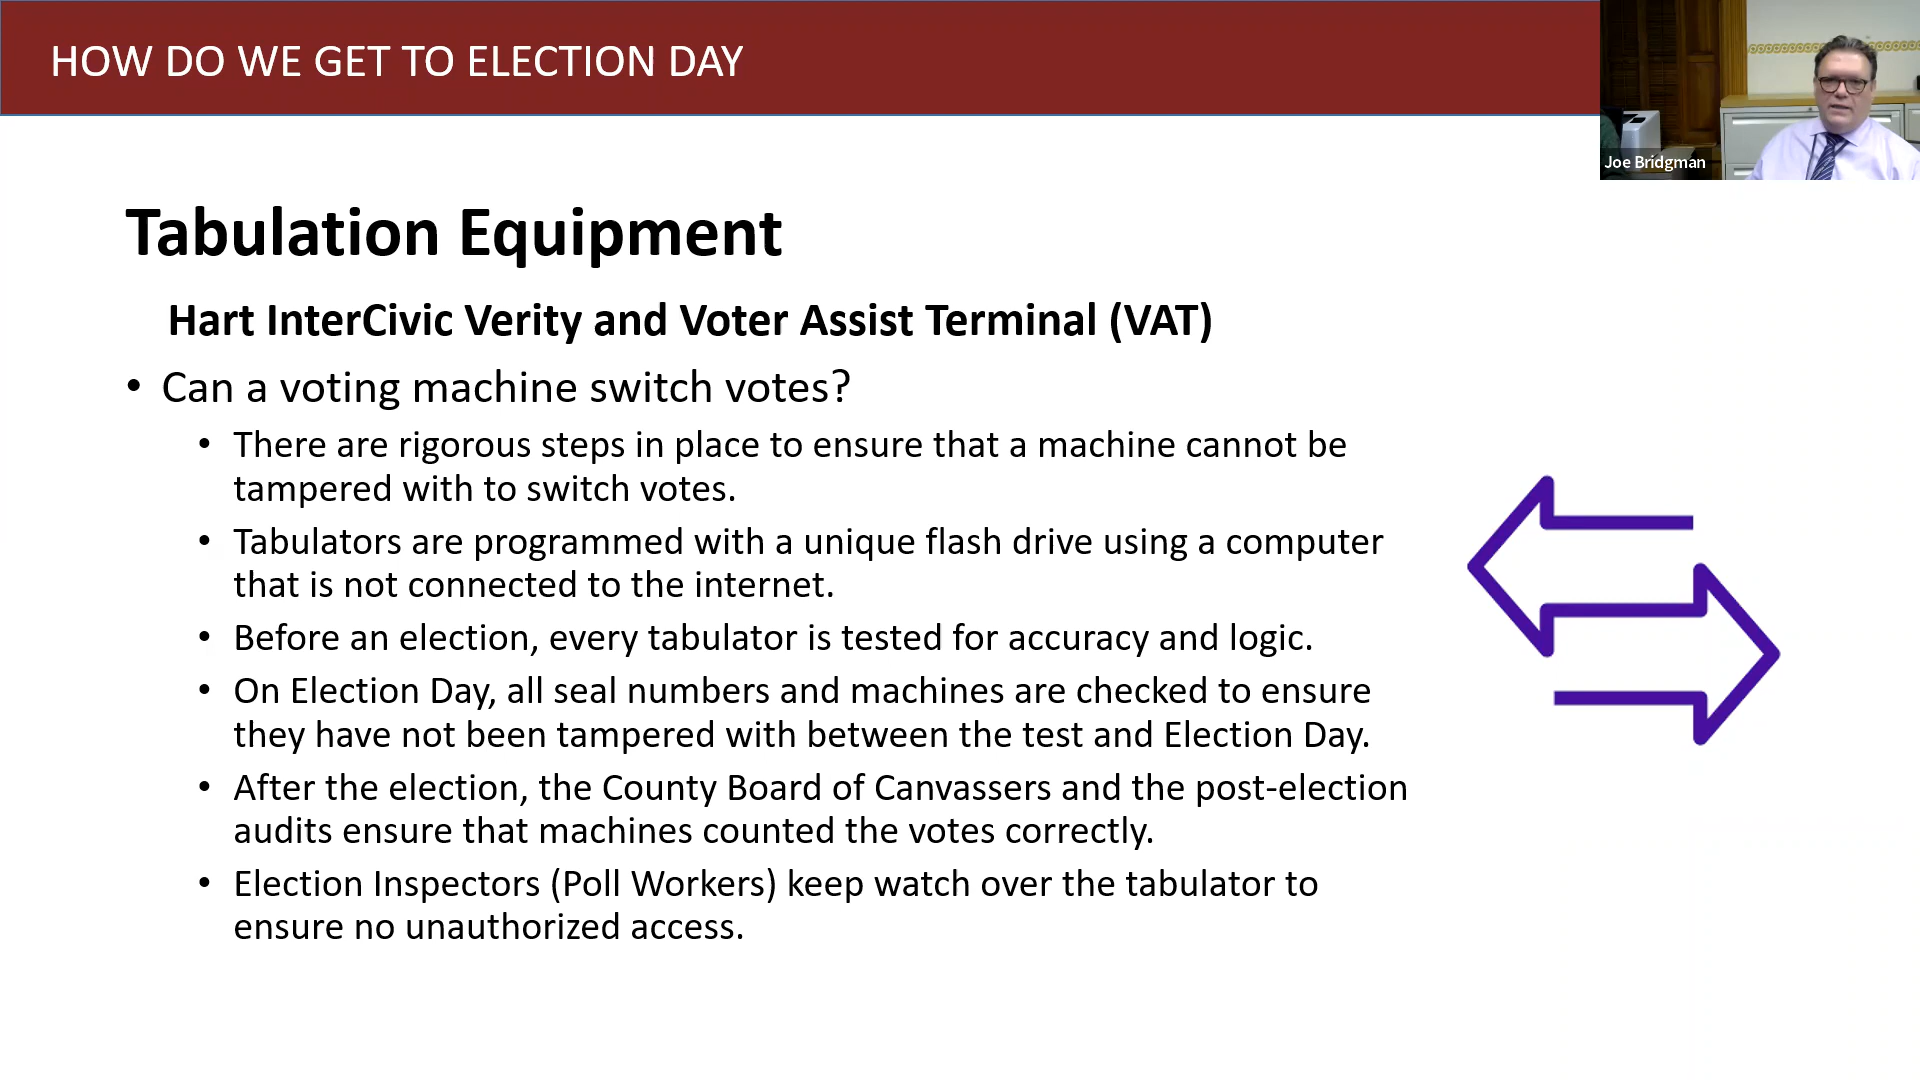 HOW DO WE GET TO ELECTION DAY
Joe Bridgman
Tabulation Equipment
Hart InterCivic Verity and Voter Assist Terminal (VAT)
• Can a voting machine switch votes?
• There are rigorous steps in place to ensure that a machine cannot be
tampered with to switch votes.
• Tabulators are programmed with a unique flash drive using a computer
that is not connected to the internet.
• Before an election, every tabulator is tested for accuracy and logic.
• On Election Day, all seal numbers and machines are checked to ensure
they have not been tampered with between the test and Election Day.
• After the election, the County Board of Canvassers and the post-election
audits ensure that machines counted the votes correctly.
• Election Inspectors (Poll Workers) keep watch over the tabulator to
ensure no unauthorized access.